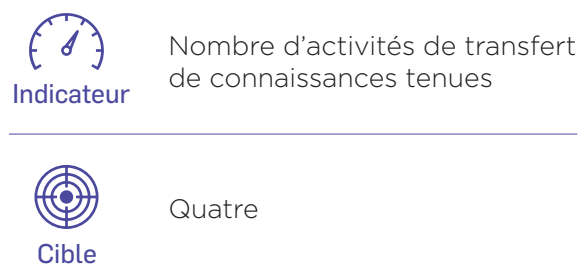 Nombre d’activités de transfert
de connaissances tenues
Indicateur
Quatre
Cible